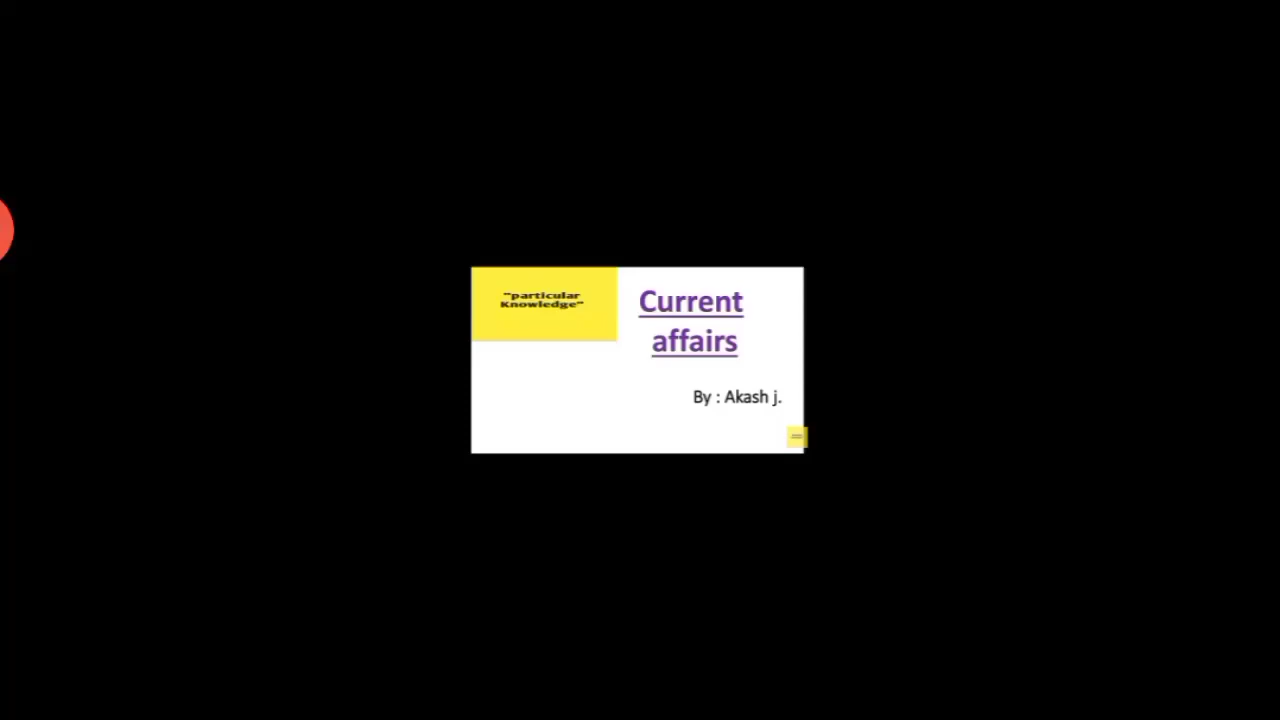 "particular
Knowledge"
Current
affairs
By : Akash j.